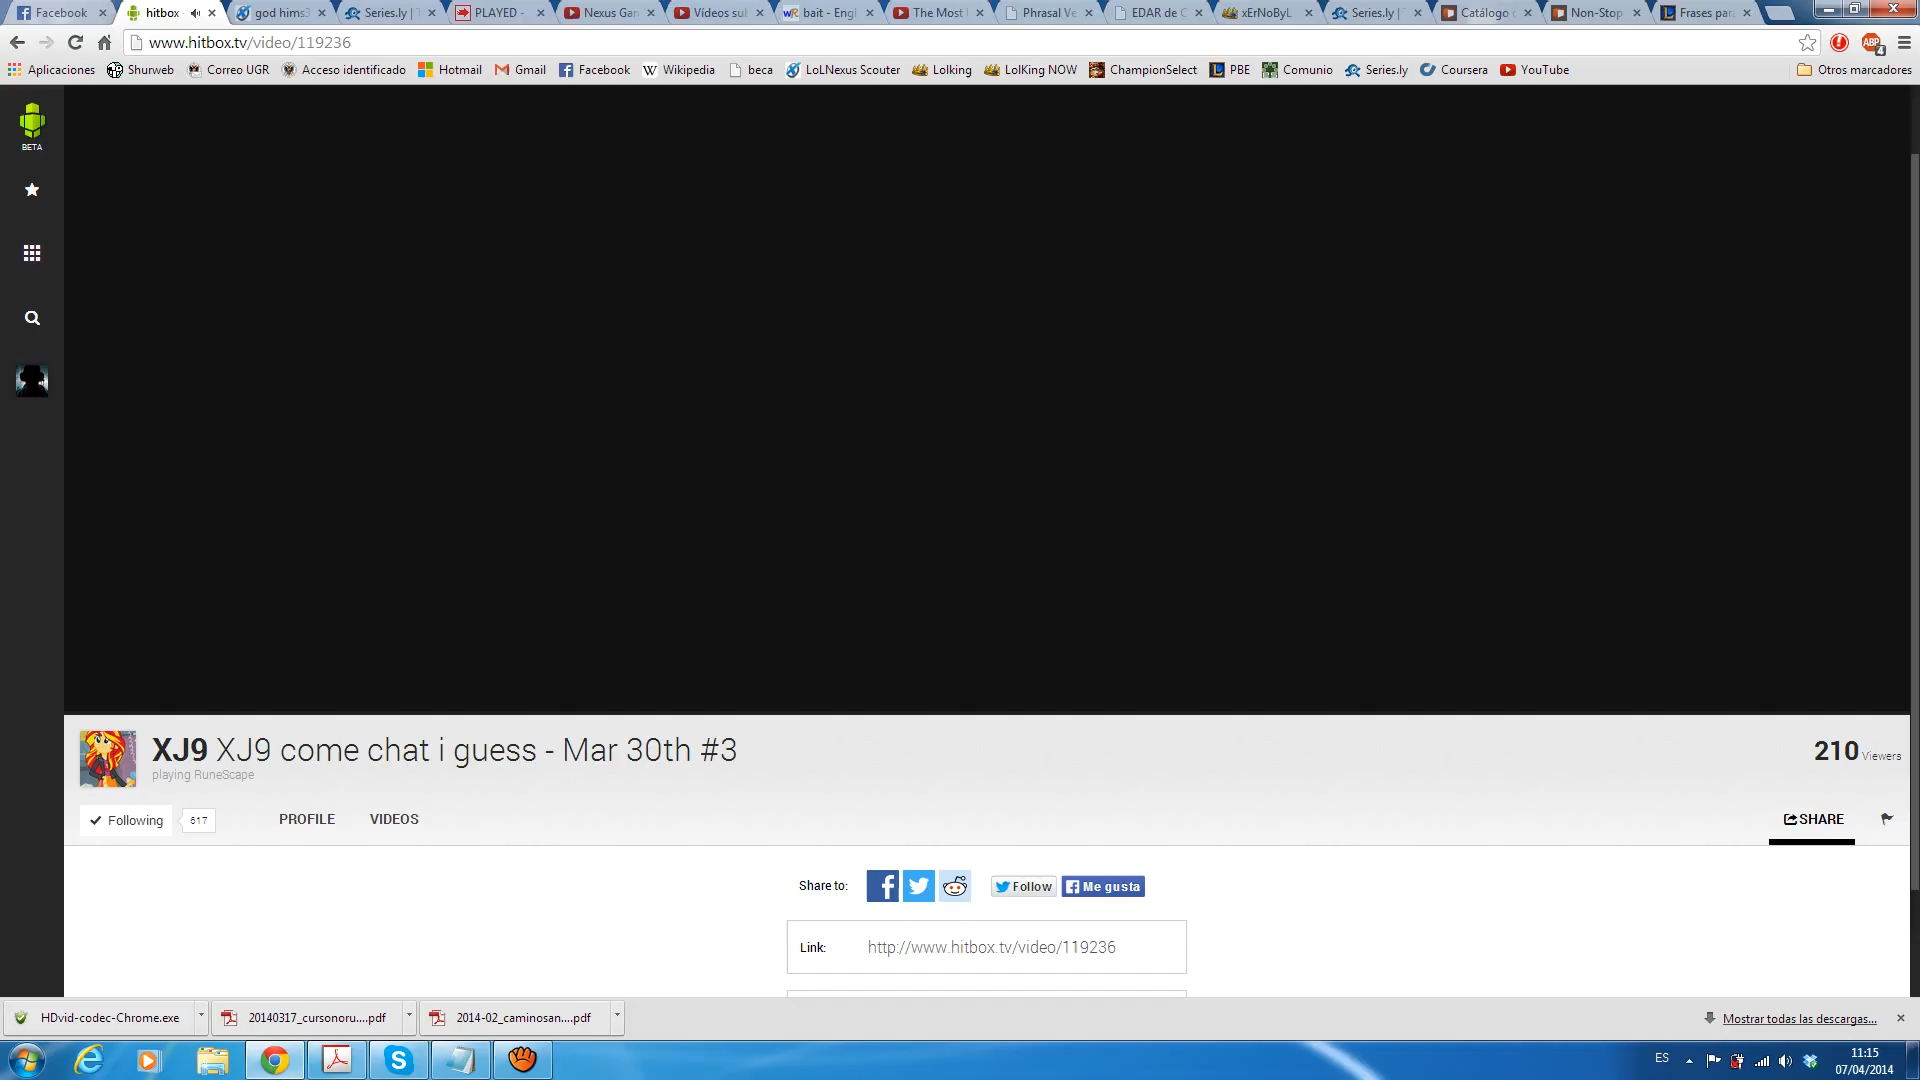 Facebook
hitbox
god hims
Series.ly | T
PLAYED -
Nexus Gan
Vídeos sul
bait - Engl
The Most
Phrasal Ve
EDAR de C
xErNoByL
Series.ly | T
Catálogo
Non-Stop
Frases para
www.hitbox.tv/video/119236
ABP
4
Aplicaciones
Shurweb
Correo UGR
Acceso identificado
Hotmail
Gmail
Facebook
Wikipedia
beca
LoLNexus Scouter
Lolking
LolKing NOW
ChampionSelect
PBE
Comunio
Series.ly
Coursera
YouTube
Otros marcadores
BETA
XJ9 XJ9 come chat i guess - Mar 30th #3
playing RuneScape
210 Viewers
Following
617
PROFILE
VIDEOS
SHARE
Share to:
Follow
Me gusta
Link:
http://www.hitbox.tv/video/119236
HDvid-codec-Chrome.exe
20140317_cursonoru....pdf
2014-02_caminosan....pdf
Mostrar todas las descargas...
ES
11:15
07/04/2014